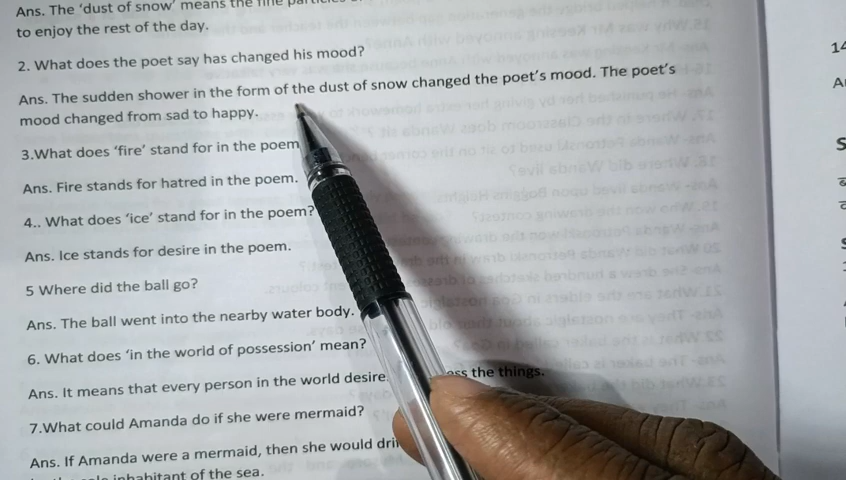 Ans. The 'dust of snow' means the fine
to enjoy the rest of the day.
2. What does the poet say has changed his mood?
Ans. The sudden shower in the form of the dust of snow changed the poet's mood. The poet's
mood changed from sad to happy.
3.What does 'fire' stand for in the poem
Ans. Fire stands for hatred in the poem.
4.. What does 'ice' stand for in the poem?
Ans. Ice stands for desire in the poem.
5 Where did the ball go?
Ans. The ball went into the nearby water body.
6. What does 'in the world of possession' mean?
Ans. It means that every person in the world desire the things.
7.What could Amanda do if she were mermaid?
Ans. If Amanda were a mermaid, then she would
inhabitant of the sea.
14